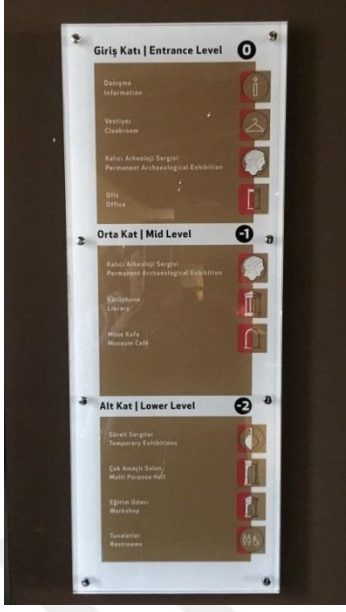 Giriş Katı | Entrance Level 0
Danışma
Information
Vestiyer
Cloakroom
Kalıcı Arkeoloji Sergisi
Permanent Archaeological Exhibition
Ofis
Office
Orta Kat | Mid Level -1
Kalıcı Arkeoloji Sergisi
Permanent Archaeological Exhibition
Kütüphane
Library
Müze Kafe
Museum Café
Alt Kat | Lower Level -2
Süreli Sergiler
Temporary Exhibitions
Çok Amaçlı Salon
Multi Purpose Hall
Eğitim Odası
Workshop
Tuvaletler
Restrooms